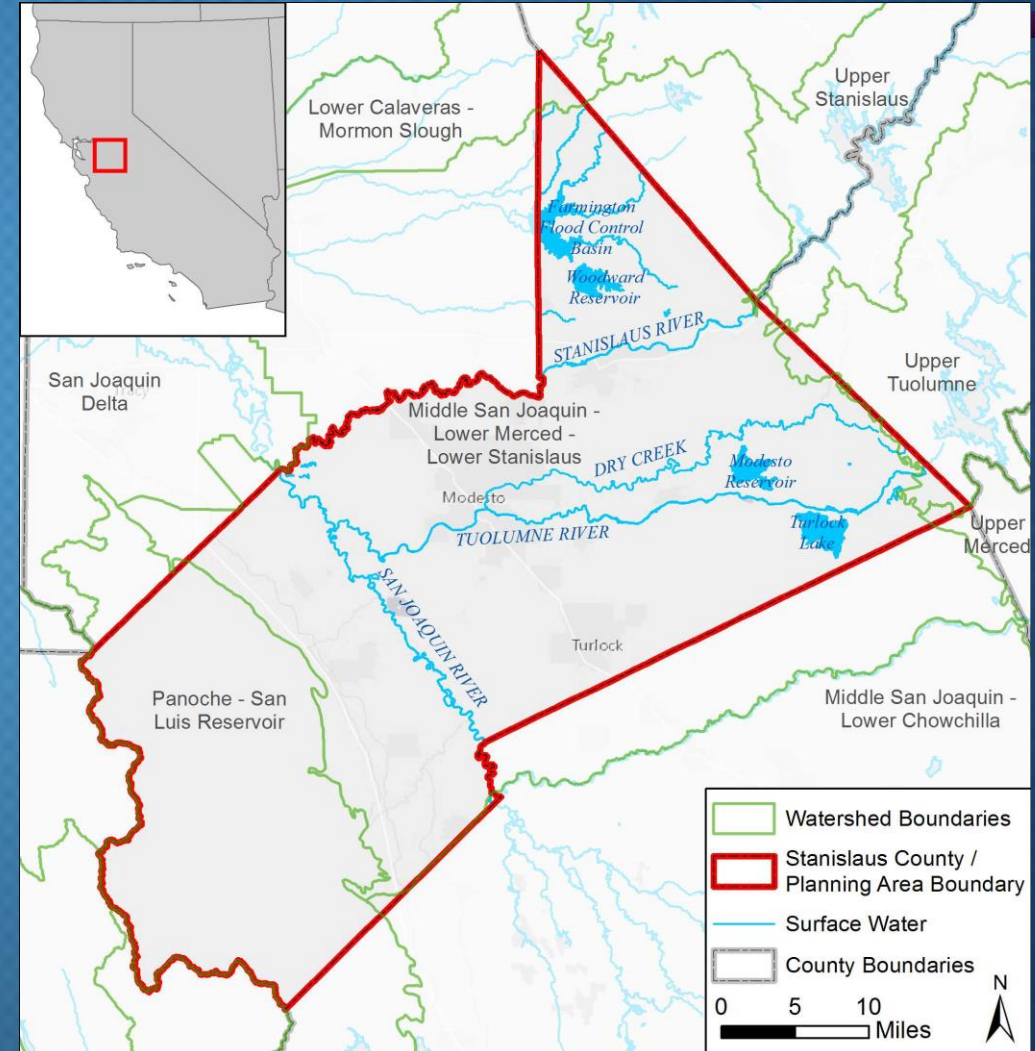 Lower Calaveras -
Mormon Slough
Upper
Stanislaus
Farmington
Flood Control
Basin
Woodward
Reservoir
STANISLAUS RIVER
San Joaquin
Delta
Tracy
Upper
Tuolumne
Middle San Joaquin -
Lower Merced -
Lower Stanislaus
DRY CREEK
Modesto
Reservoir
Modesto
TUOLUMNE RIVER
Turlock
Lake
Upper
Merced
SAN JOAQUIN RIVER
Turlock
Panoche - San
Luis Reservoir
Middle San Joaquin -
Lower Chowchilla
Watershed Boundaries
Stanislaus County /
Planning Area Boundary
Surface Water
County Boundaries
N
0 5 10
Miles